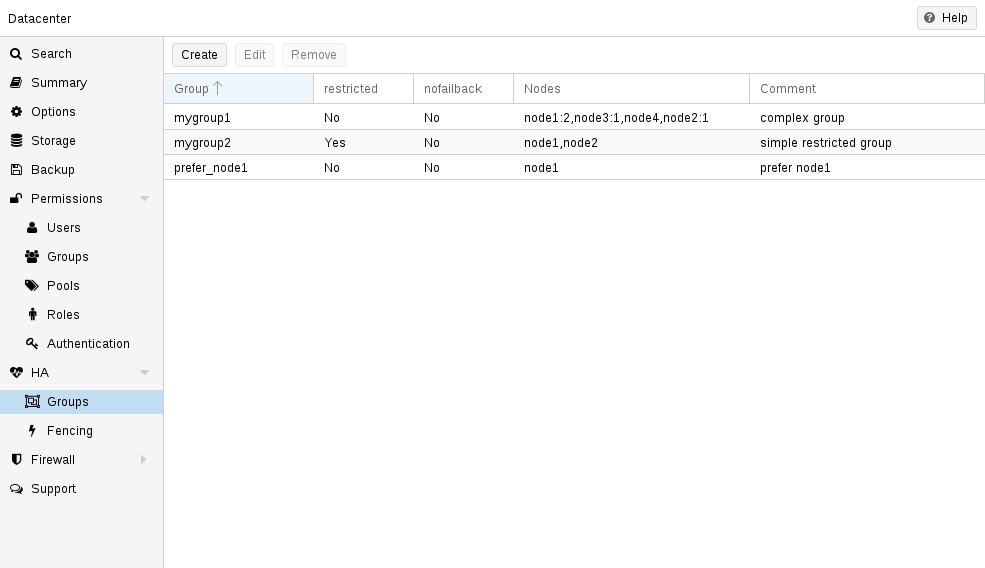 Datacenter
Help
Search
Summary
Options
Storage
Backup
Permissions
Users
Groups
Pools
Roles
Authentication
HA
Groups
Fencing
Firewall
Support
Create Edit Remove
Group restricted nofailback Nodes Comment
mygroup1 No No node1:2,node3:1,node4,node2:1 complex group
mygroup2 Yes No node1,node2 simple restricted group
prefer_node1 No No node1 prefer node1